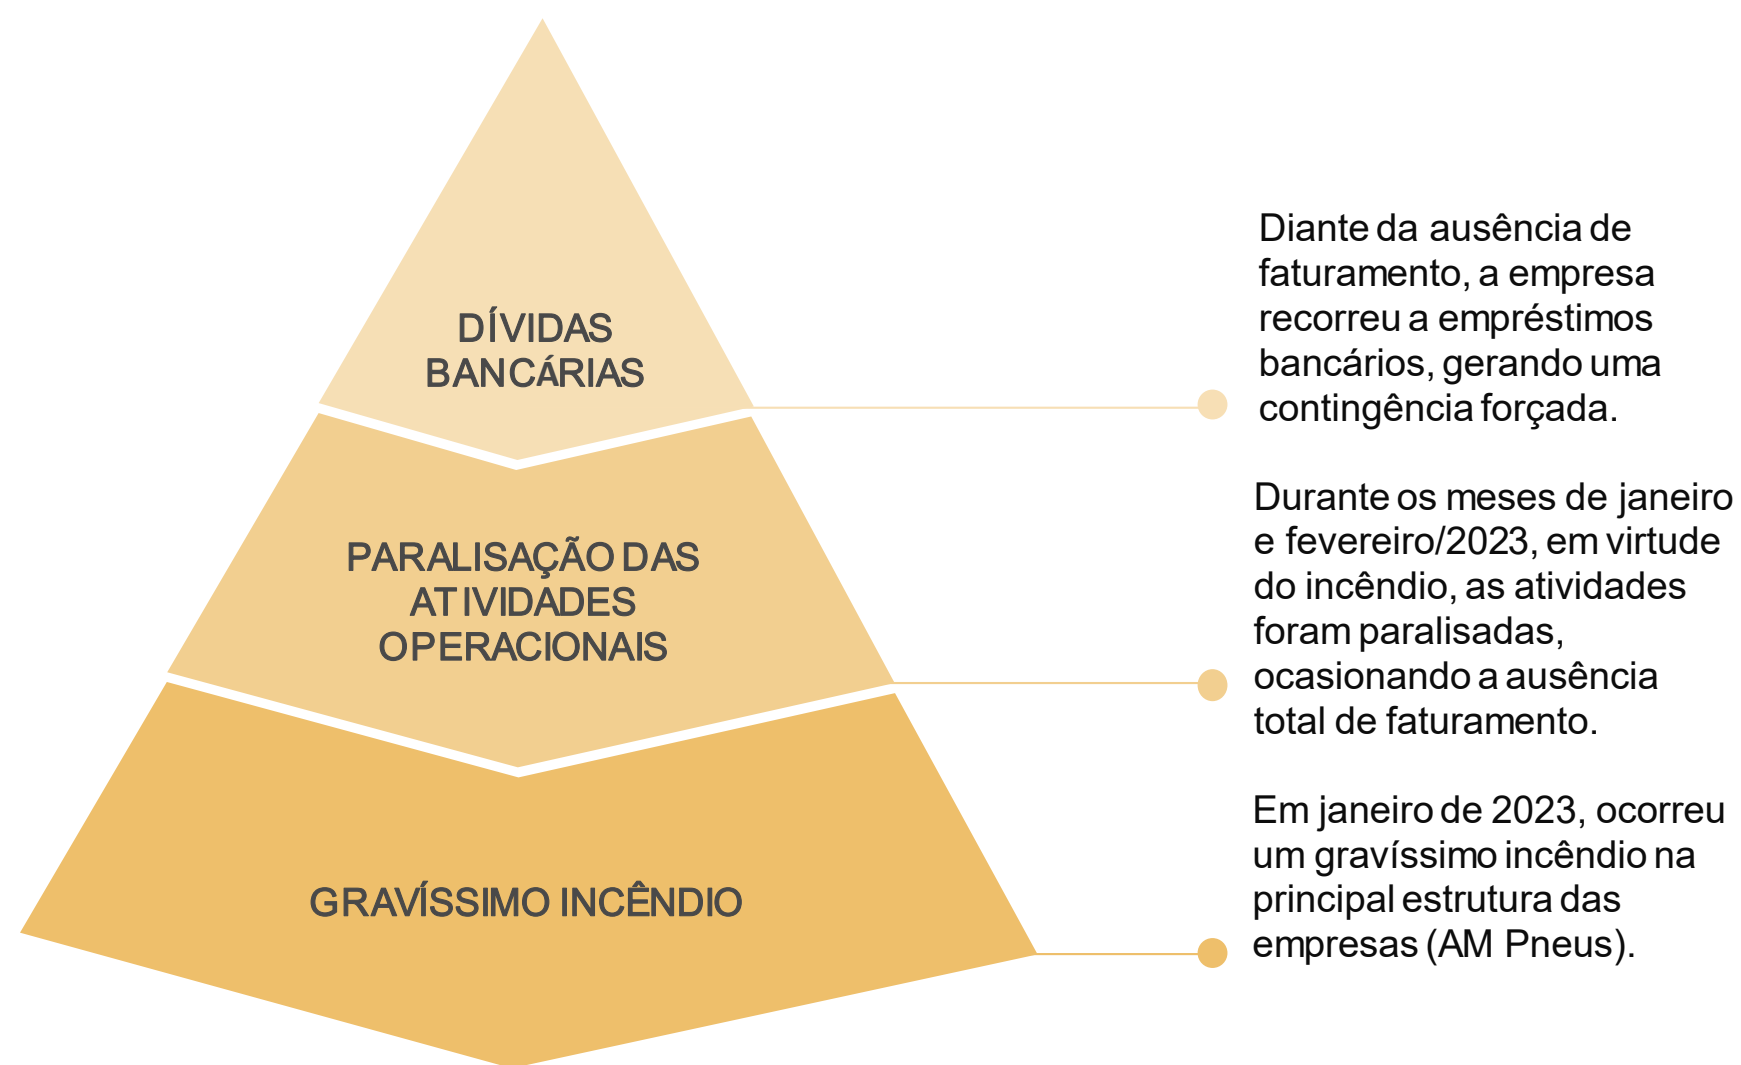 DÍVIDAS
BANCÁRIAS
Diante da ausência de
faturamento, a empresa
recorreu a empréstimos
bancários, gerando uma
contingência forçada.
PARALISAÇÃO DAS
ATIVIDADES
OPERACIONAIS
Durante os meses de janeiro
e fevereiro/2023, em virtude
do incêndio, as atividades
foram paralisadas,
ocasionando a ausência
total de faturamento.
GRAVÍSSIMO INCÊNDIO
Em janeiro de 2023, ocorreu
um gravíssimo incêndio na
principal estrutura das
empresas (AM Pneus).